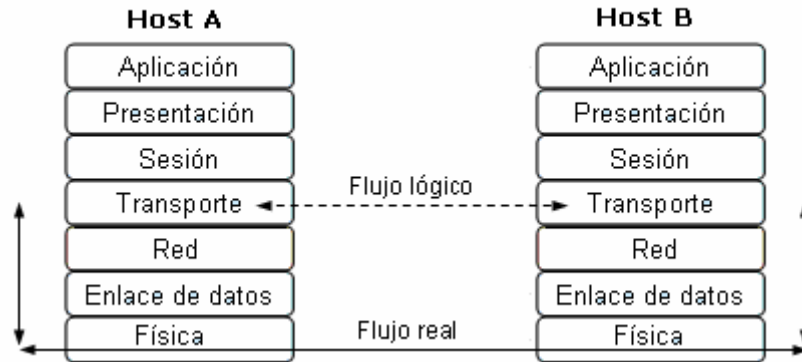 Host A
Host B
Aplicación
Aplicación
Presentación
Presentación
Sesión
Sesión
Transporte
Flujo lógico
Transporte
Red
Red
Enlace de datos
Enlace de datos
Física
Flujo real
Física